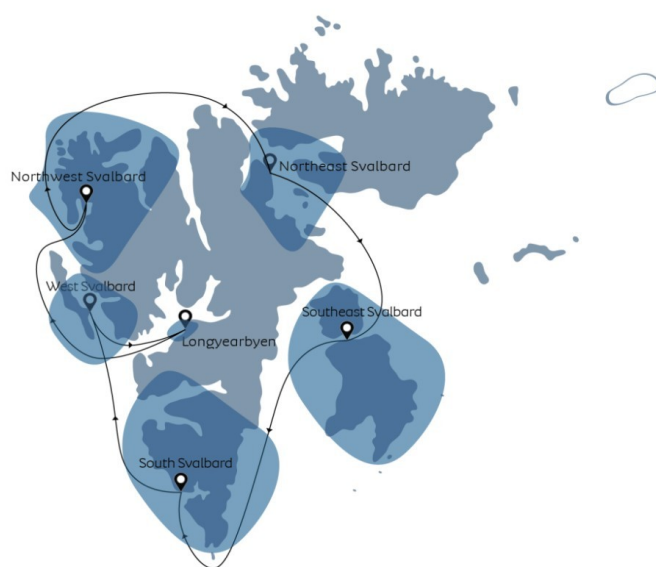 Northeast Svalbard
Northwest Svalbard
West Svalbard
Southeast Svalbard
Longyearbyen
South Svalbard